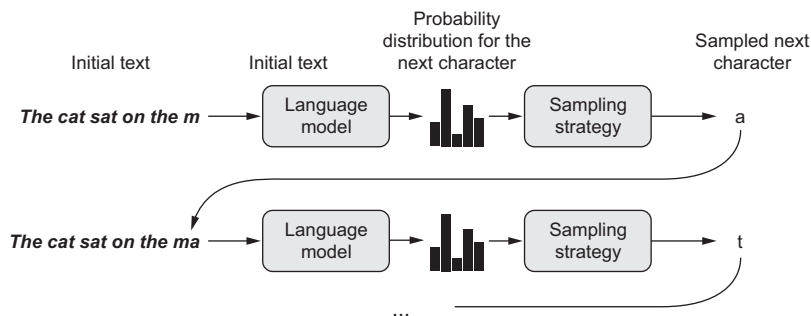 Probability
distribution for the
next character
Initial text
Initial text
Sampled next
character
The cat sat on the m
Language
model
Sampling
strategy
a
The cat sat on the ma
Language
model
Sampling
strategy
t
...